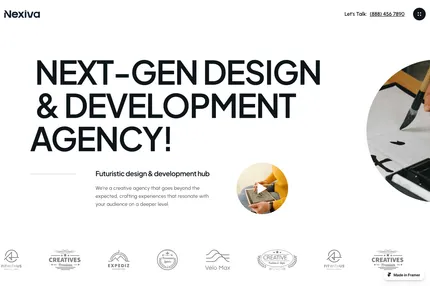 Nexiva
Let's Talk (888) 456 7890
NEXT-GEN DESIGN
& DEVELOPMENT
AGENCY!
Futuristic design & development hub
We're a creative agency that goes beyond the
expected, crafting experiences that resonate with
your audience on a deeper level.
CREATIVES
EXPEDIZ
Velo Max
CREATIVE
CREATIVES
Made in Framer